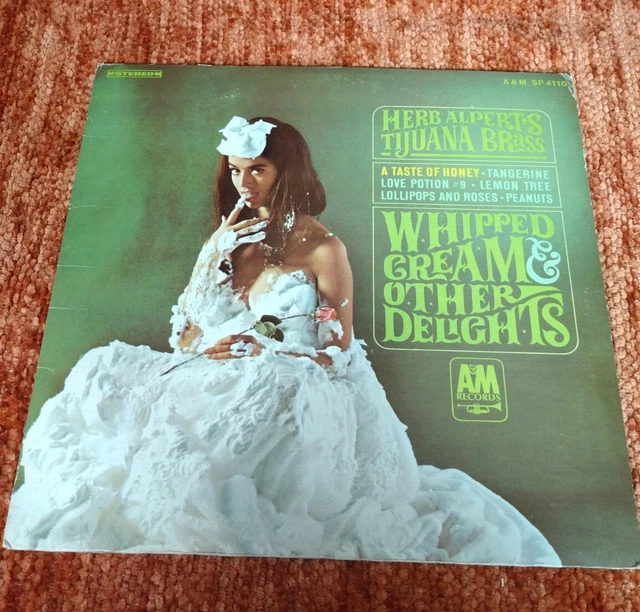 STEREO
A&M SP 4110
HERB ALPERT'S
TIJUANA BRASS
A TASTE OF HONEY • TANGERINE
LOVE POTION #9 • LEMON TREE
LOLLIPOPS AND ROSES • PEANUTS
WHIPPED
CREAM &
OTHER
DELIGHTS
A&M
RECORDS